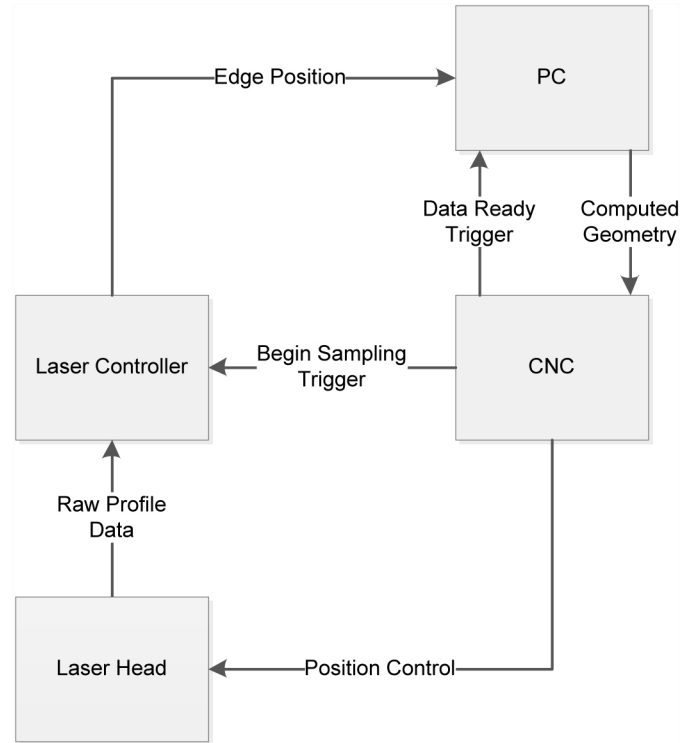 Edge Position
PC
Data Ready
Trigger
Computed
Geometry
Laser Controller
Begin Sampling
Trigger
CNC
Raw Profile
Data
Laser Head
Position Control